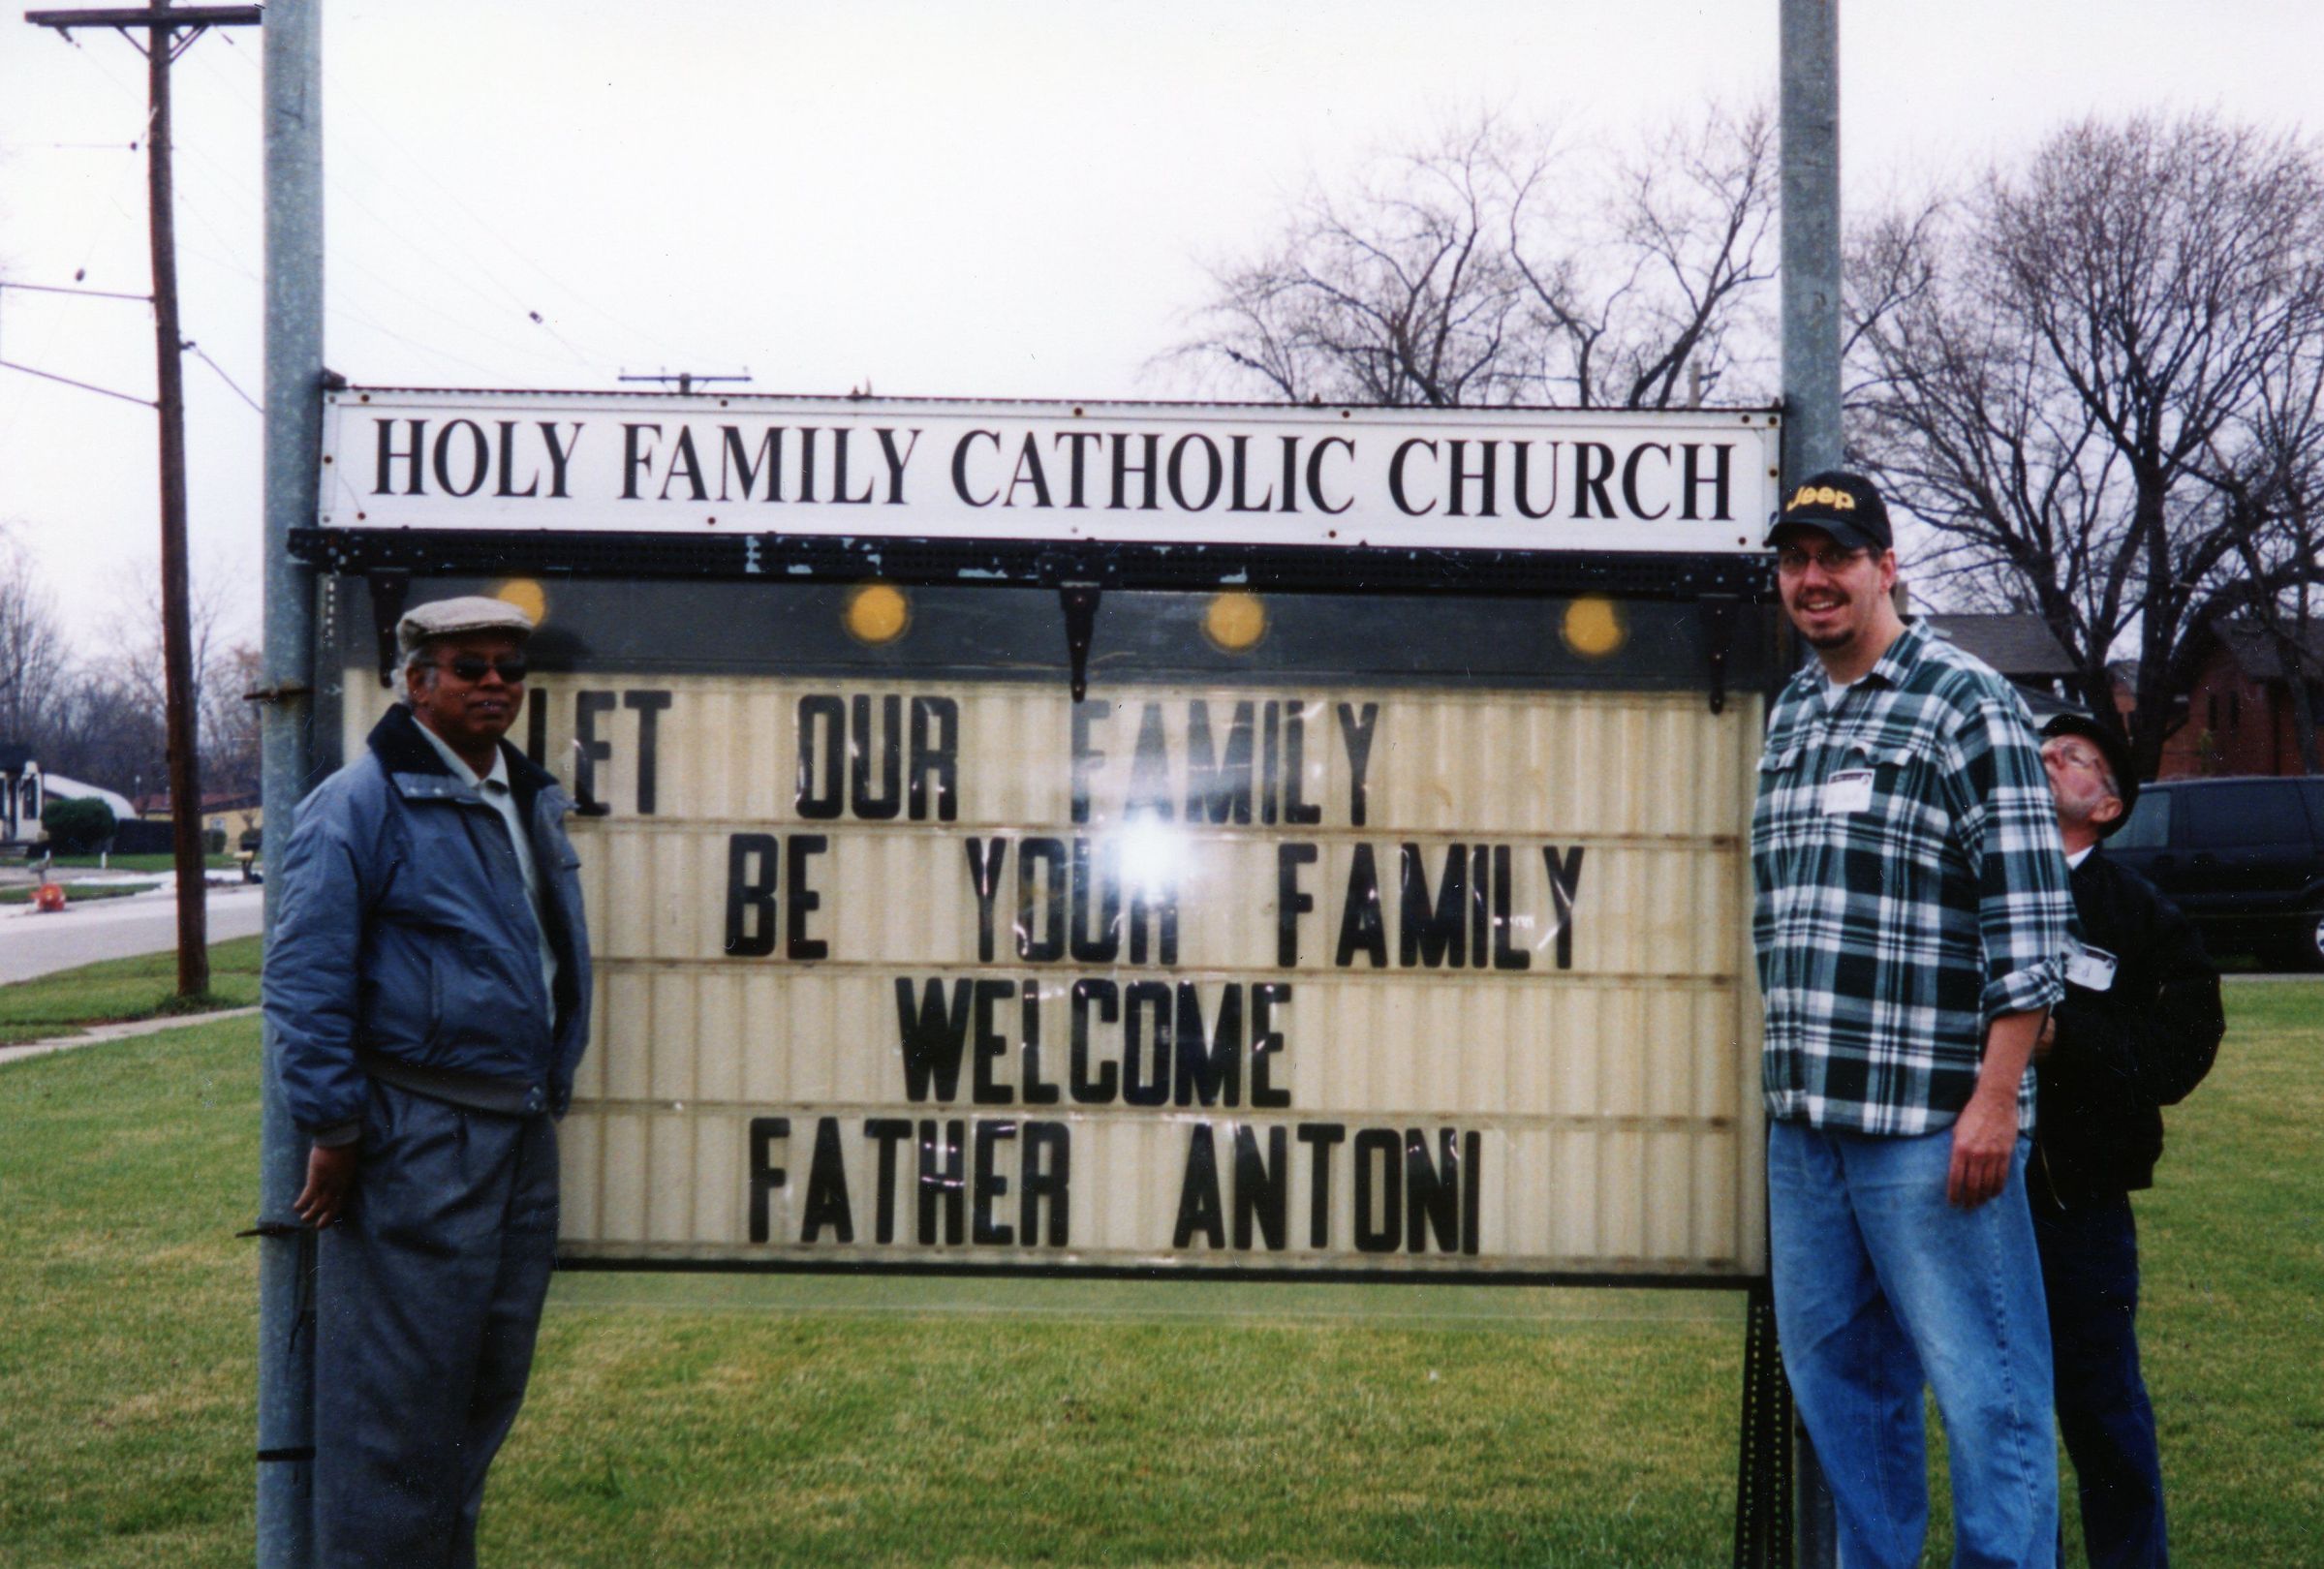 HOLY FAMILY CATHOLIC CHURCH
Jeep
LET OUR FAMILY
BE YOUR FAMILY
WELCOME
FATHER ANTONI